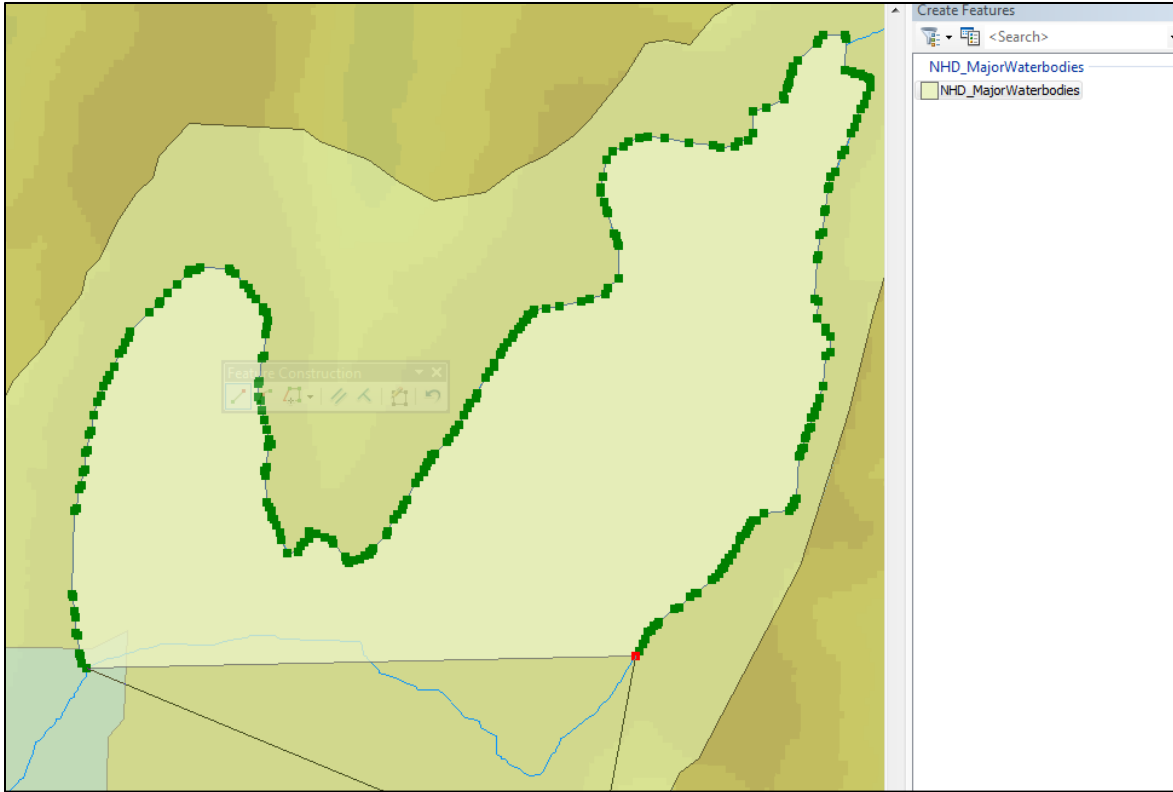 Create Features
<Search>
NHD_MajorWaterbodies
NHD_MajorWaterbodies
Feature Construction